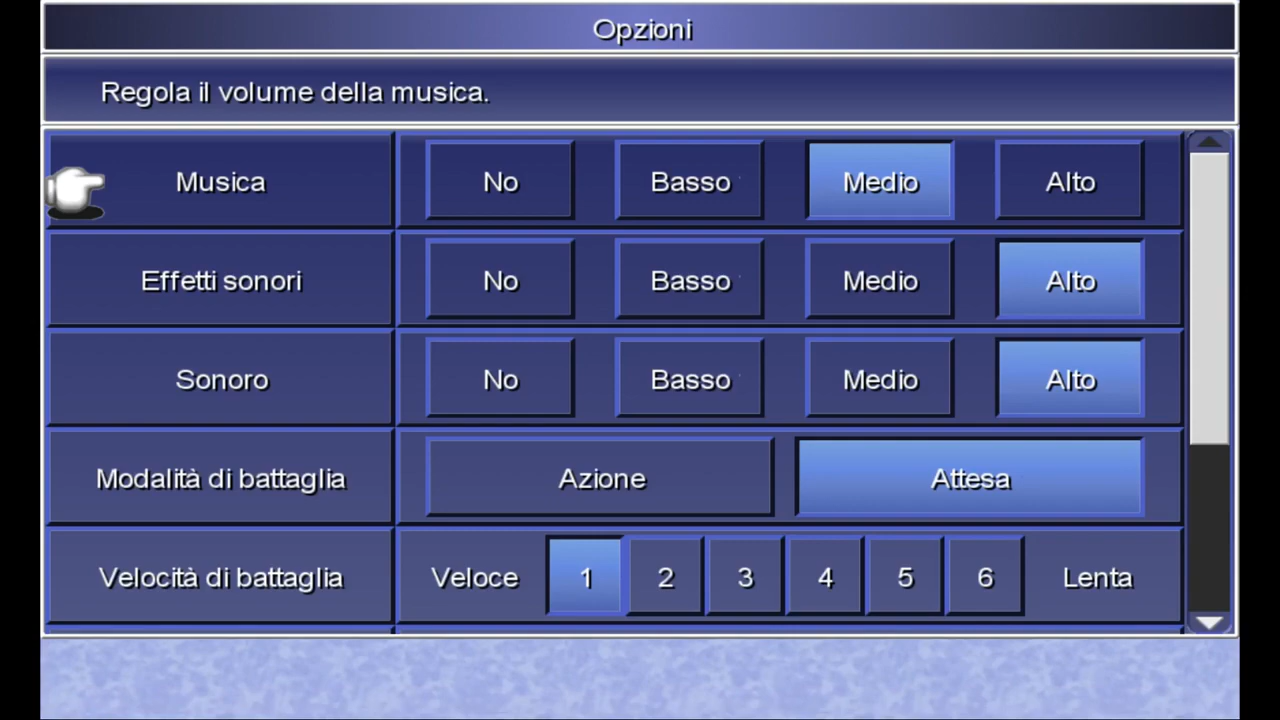 Opzioni
Regola il volume della musica.
Musica No Basso Medio Alto
Effetti sonori No Basso Medio Alto
Sonoro No Basso Medio Alto
Modalità di battaglia Azione Attesa
Velocità di battaglia Veloce 1 2 3 4 5 6 Lenta